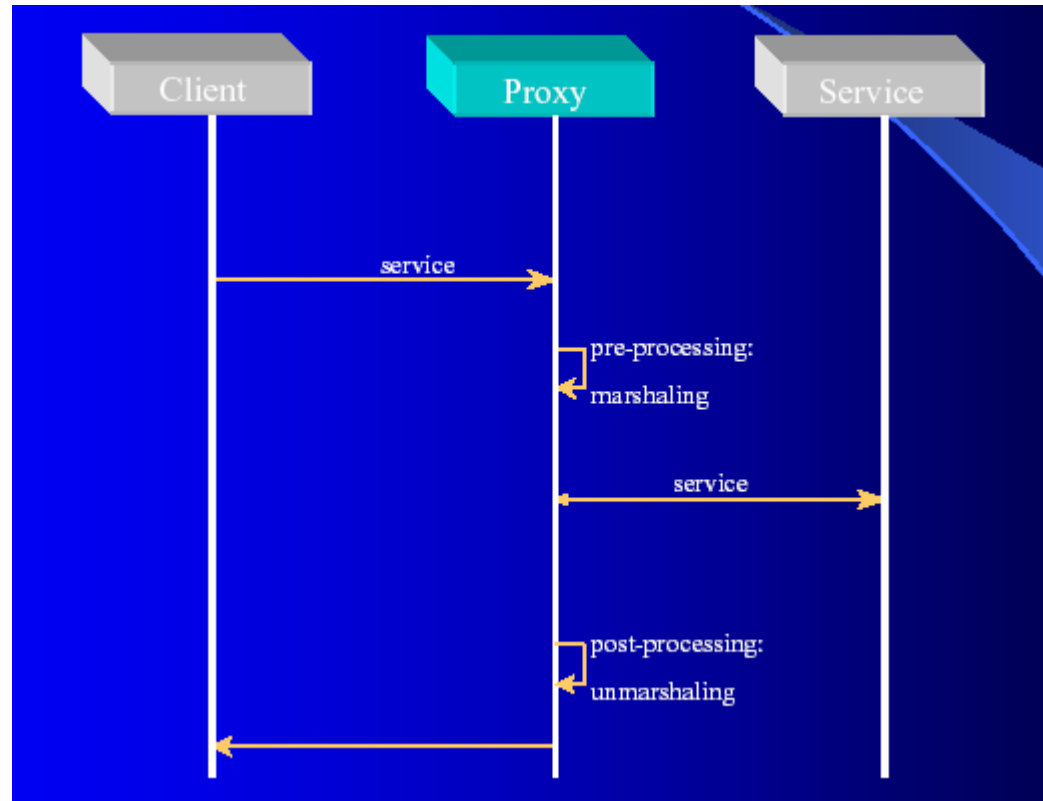 Client
Proxy
Service
service
pre-processing:
marshaling
service
post-processing:
unmarshaling